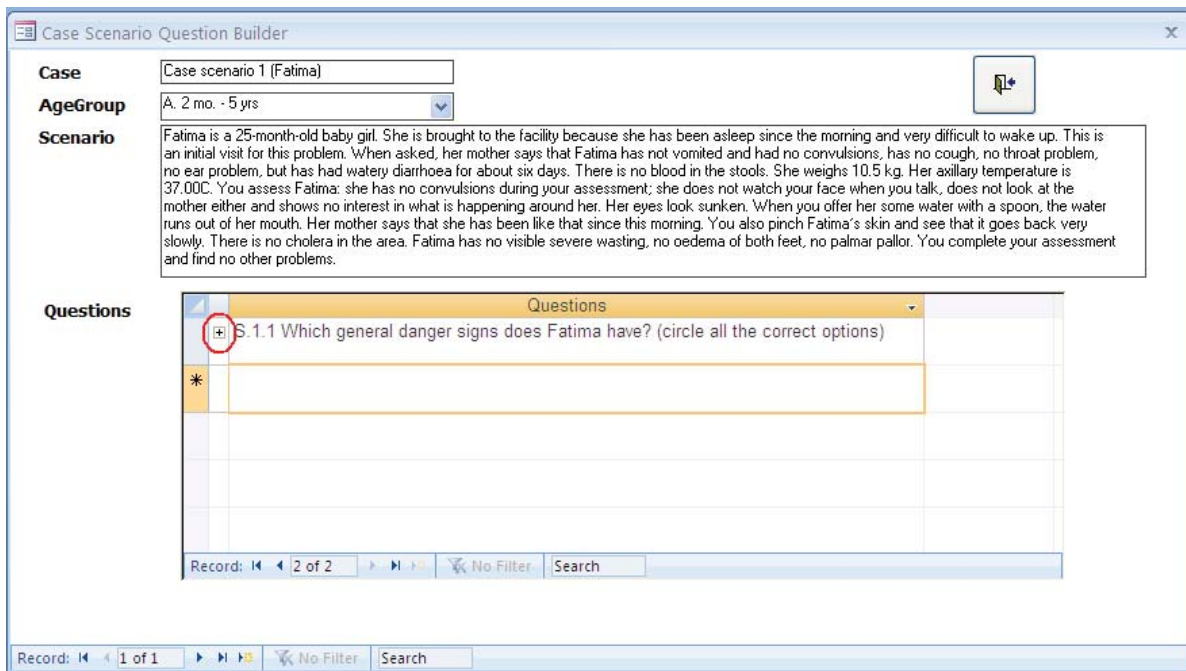 Case Scenario Question Builder
x
Case
Case scenario 1 (Fatima)
AgeGroup
A. 2 mo. - 5 yrs
Scenario
Fatima is a 25-month-old baby girl. She is brought to the facility because she has been asleep since the morning and very difficult to wake up. This is
an initial visit for this problem. When asked, her mother says that Fatima has not vomited and had no convulsions, has no cough, no throat problem,
no ear problem, but has had watery diarrhoea for about six days. There is no blood in the stools. She weighs 10.5 kg. Her axillary temperature is
37.00C. You assess Fatima: she has no convulsions during your assessment; she does not watch your face when you talk, does not look at the
mother either and shows no interest in what is happening around her. Her eyes look sunken. When you offer her some water with a spoon, the water
runs out of her mouth. Her mother says that she has been like that since this morning. You also pinch Fatima´s skin and see that it goes back very
slowly. There is no cholera in the area. Fatima has no visible severe wasting, no oedema of both feet, no palmar pallor. You complete your assessment
and find no other problems.
Questions
Questions
S.1.1 Which general danger signs does Fatima have? (circle all the correct options)
*
Record: 2 of 2 No Filter Search
Record: 1 of 1 No Filter Search